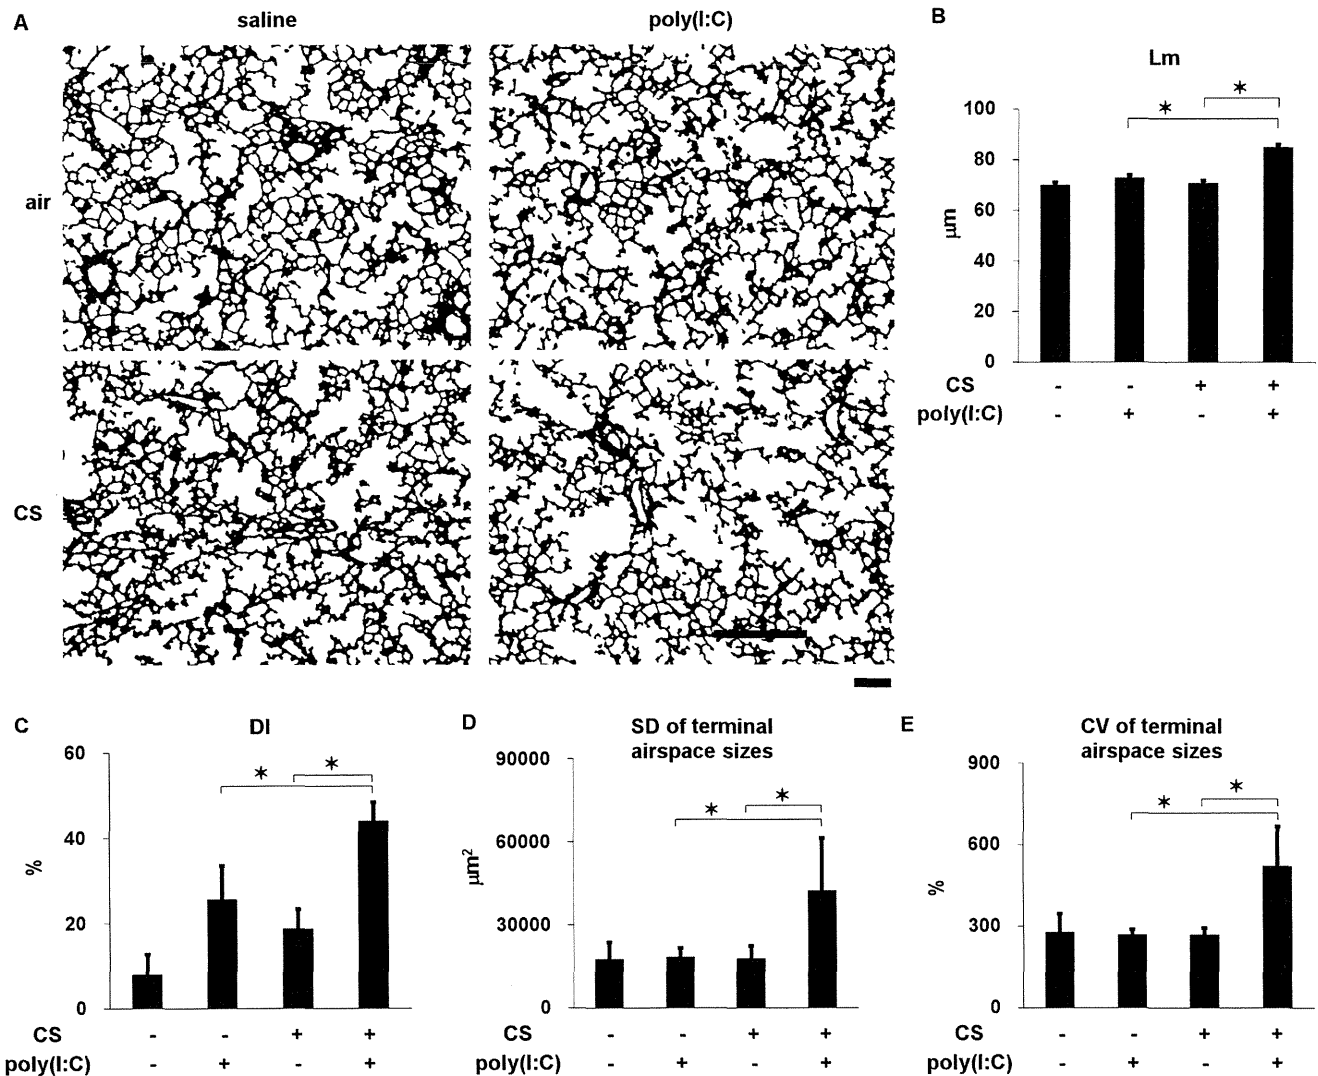 A
saline
poly(I:C)
air
CS
B
Lm
100
80
60
40
20
0
µm
* *
CS - - + +
poly(I:C) - + - +
C
DI
60
40
20
0
%
* *
CS - - + +
poly(I:C) - + - +
D
SD of terminal
airspace sizes
90000
60000
30000
0
µm²
* *
CS - - + +
poly(I:C) - + - +
E
CV of terminal
airspace sizes
900
600
300
0
%
* *
CS - - + +
poly(I:C) - + - +